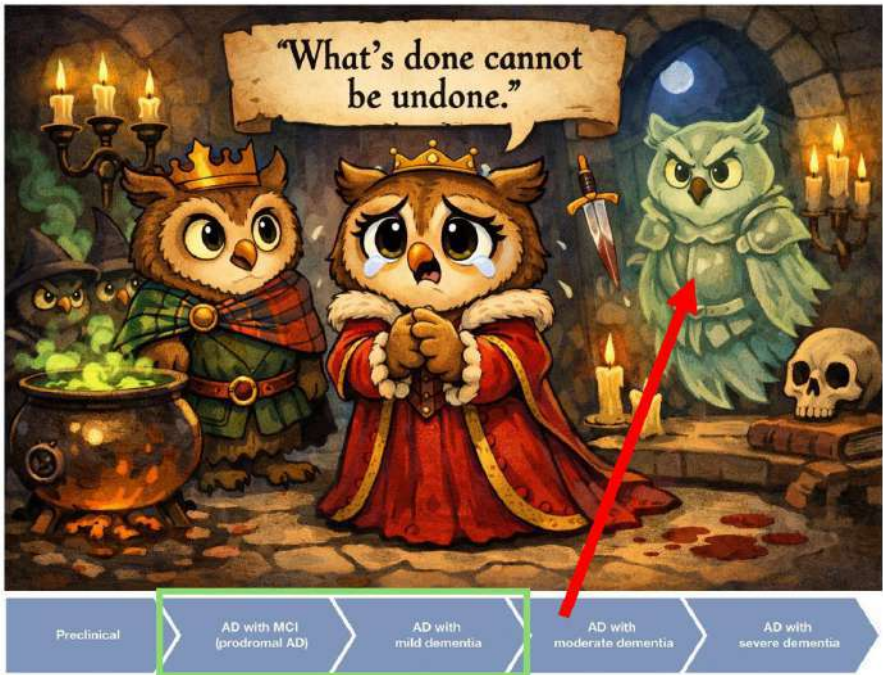 “What’s done cannot
be undone.”
Preclinical
AD with MCI
(prodromal AD)
AD with
mild dementia
AD with
moderate dementia
AD with
severe dementia